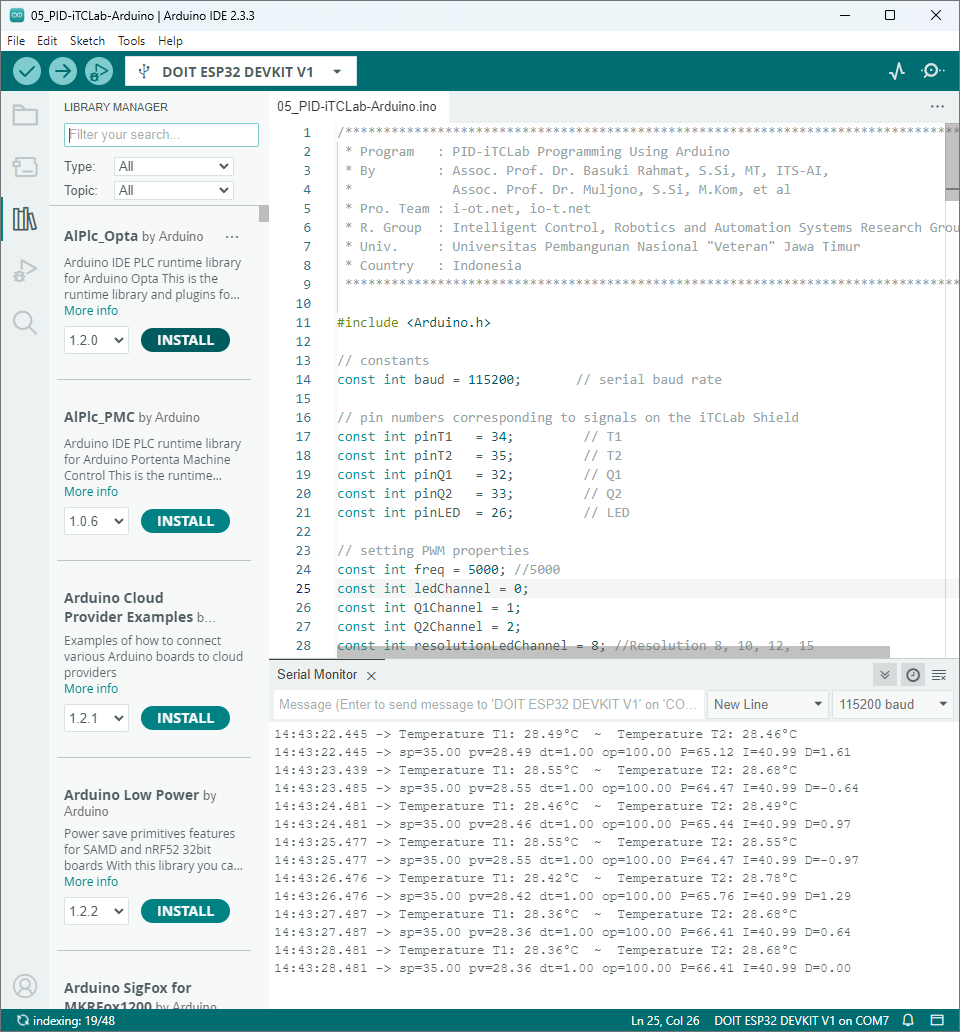 05_PID-iTCLab-Arduino | Arduino IDE 2.3.3
File Edit Sketch Tools Help
DOIT ESP32 DEVKIT V1
LIBRARY MANAGER
Filter your search...
Type: All
Topic: All
AlPlc_Opta by Arduino ...
Arduino IDE PLC runtime library
for Arduino Opta This is the
runtime library and plugins fo...
More info
1.2.0 INSTALL
AlPlc_PMC by Arduino
Arduino IDE PLC runtime library
for Arduino Portenta Machine
Control This is the runtime...
More info
1.0.6 INSTALL
Arduino Cloud
Provider Examples b...
Examples of how to connect
various Arduino boards to cloud
providers
More info
1.2.1 INSTALL
Arduino Low Power by
Arduino
Power save primitives features
for SAMD and nRF52 32bit
boards With this library you ca...
More info
1.2.2 INSTALL
Arduino SigFox for
MKRFox1200 by Arduino
05_PID-iTCLab-Arduino.ino
1 /********************************************************************************
2 * Program   : PID-iTCLab Programming Using Arduino
3 * By        : Assoc. Prof. Dr. Basuki Rahmat, S.Si, MT, ITS-AI,
4 *             Assoc. Prof. Dr. Muljono, S.Si, M.Kom, et al
5 * Pro. Team : i-ot.net, io-t.net
6 * R. Group  : Intelligent Control, Robotics and Automation Systems Research Grou
7 * Univ.     : Universitas Pembangunan Nasional "Veteran" Jawa Timur
8 * Country   : Indonesia
9 ********************************************************************************
10
11 #include <Arduino.h>
12
13 // constants
14 const int baud = 115200;       // serial baud rate
15
16 // pin numbers corresponding to signals on the iTCLab Shield
17 const int pinT1   = 34;         // T1
18 const int pinT2   = 35;         // T2
19 const int pinQ1   = 32;         // Q1
20 const int pinQ2   = 33;         // Q2
21 const int pinLED  = 26;         // LED
22
23 // setting PWM properties
24 const int freq = 5000; //5000
25 const int ledChannel = 0;
26 const int Q1Channel = 1;
27 const int Q2Channel = 2;
28 const int resolutionLedChannel = 8; //Resolution 8, 10, 12, 15
Serial Monitor
Message (Enter to send message to 'DOIT ESP32 DEVKIT V1' on 'CO... New Line 115200 baud
14:43:22.445 -> Temperature T1: 28.49°C  ~  Temperature T2: 28.46°C
14:43:22.445 -> sp=35.00 pv=28.49 dt=1.00 op=100.00 P=65.12 I=40.99 D=1.61
14:43:23.439 -> Temperature T1: 28.55°C  ~  Temperature T2: 28.68°C
14:43:23.485 -> sp=35.00 pv=28.55 dt=1.00 op=100.00 P=64.47 I=40.99 D=-0.64
14:43:24.481 -> Temperature T1: 28.46°C  ~  Temperature T2: 28.49°C
14:43:24.481 -> sp=35.00 pv=28.46 dt=1.00 op=100.00 P=65.44 I=40.99 D=0.97
14:43:25.477 -> Temperature T1: 28.55°C  ~  Temperature T2: 28.55°C
14:43:25.477 -> sp=35.00 pv=28.55 dt=1.00 op=100.00 P=64.47 I=40.99 D=-0.97
14:43:26.476 -> Temperature T1: 28.42°C  ~  Temperature T2: 28.78°C
14:43:26.476 -> sp=35.00 pv=28.42 dt=1.00 op=100.00 P=65.76 I=40.99 D=1.29
14:43:27.487 -> Temperature T1: 28.36°C  ~  Temperature T2: 28.68°C
14:43:27.487 -> sp=35.00 pv=28.36 dt=1.00 op=100.00 P=66.41 I=40.99 D=0.64
14:43:28.481 -> Temperature T1: 28.36°C  ~  Temperature T2: 28.68°C
14:43:28.481 -> sp=35.00 pv=28.36 dt=1.00 op=100.00 P=66.41 I=40.99 D=0.00
indexing: 19/48 Ln 25, Col 26 DOIT ESP32 DEVKIT V1 on COM7